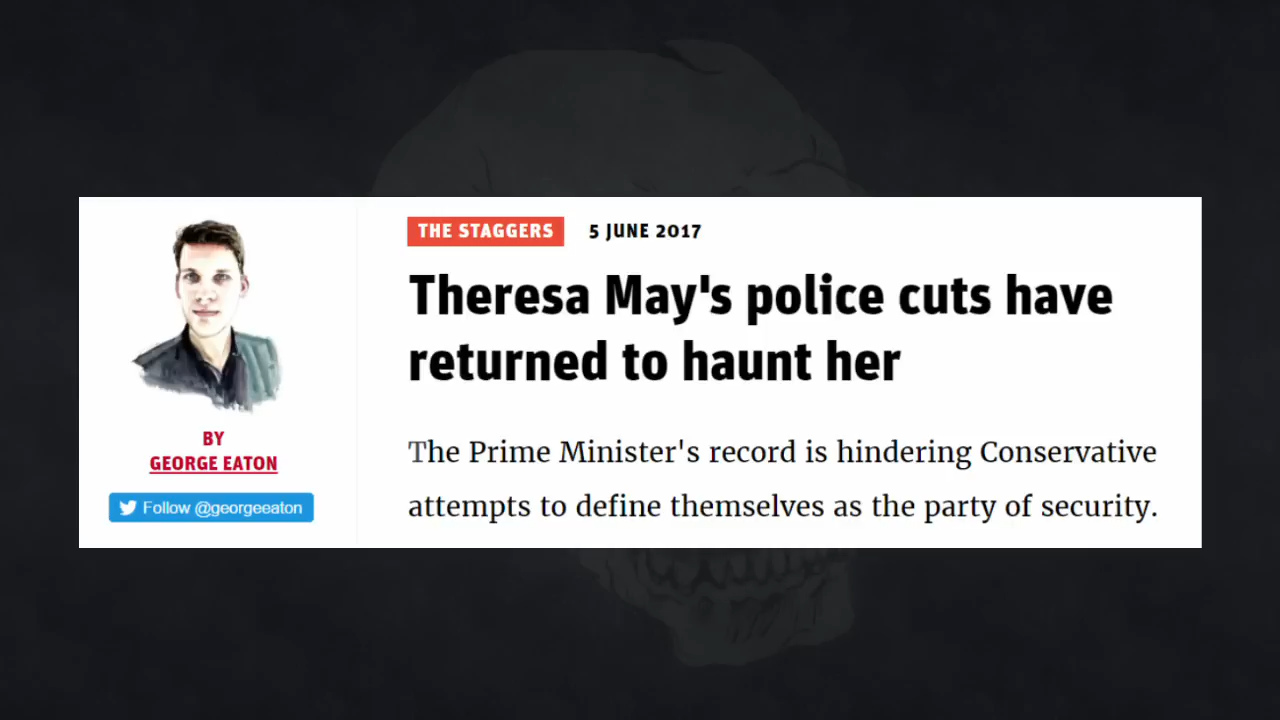 THE STAGGERS 5 JUNE 2017
Theresa May's police cuts have
returned to haunt her
The Prime Minister's record is hindering Conservative
attempts to define themselves as the party of security.
BY
GEORGE EATON
Follow @georgeeaton